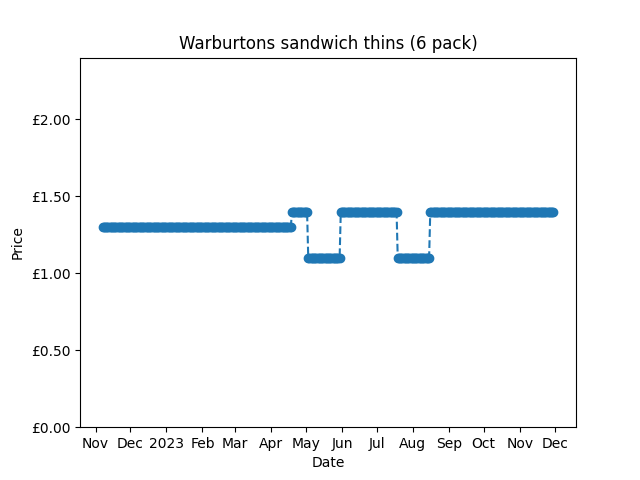 Warburtons sandwich thins (6 pack)
£2.00
£1.50
£1.00
£0.50
£0.00
Price
Nov Dec 2023 Feb Mar Apr May Jun Jul Aug Sep Oct Nov Dec
Date